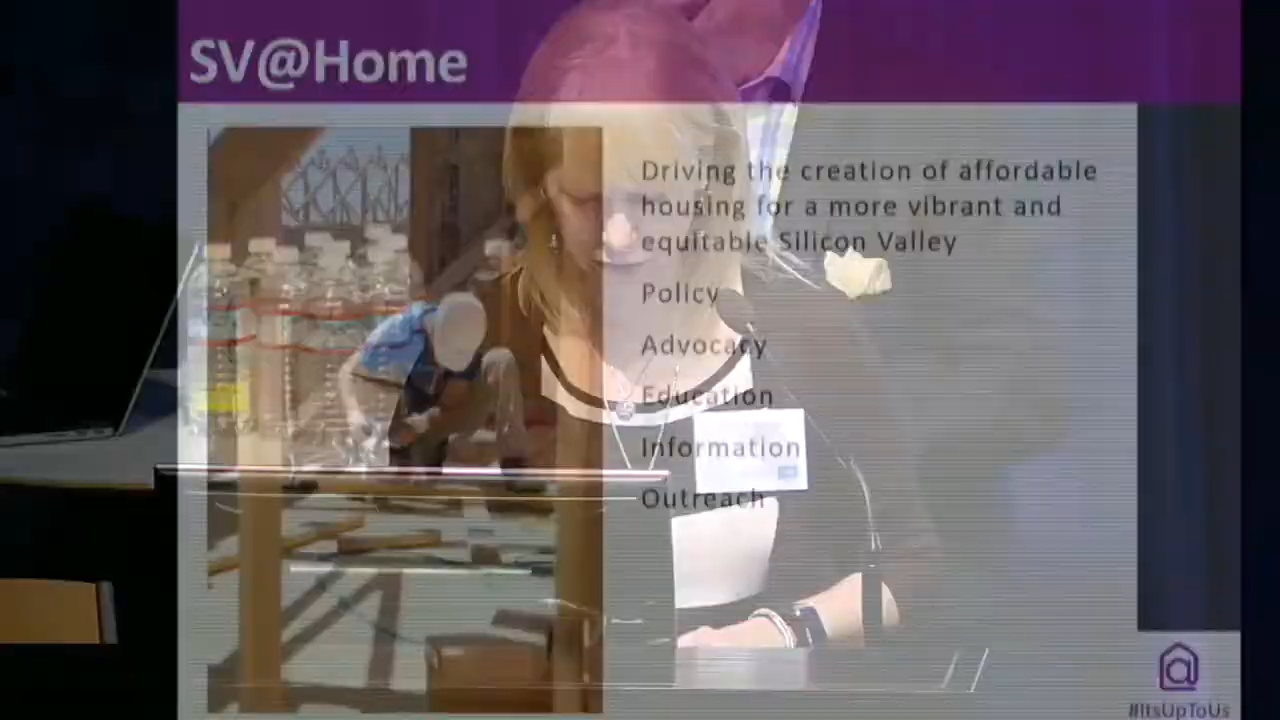 SV@Home
Driving the creation of affordable
housing for a more vibrant and
equitable Silicon Valley
Policy
Advocacy
Education
Information
Outreach
#ItsUpToUs